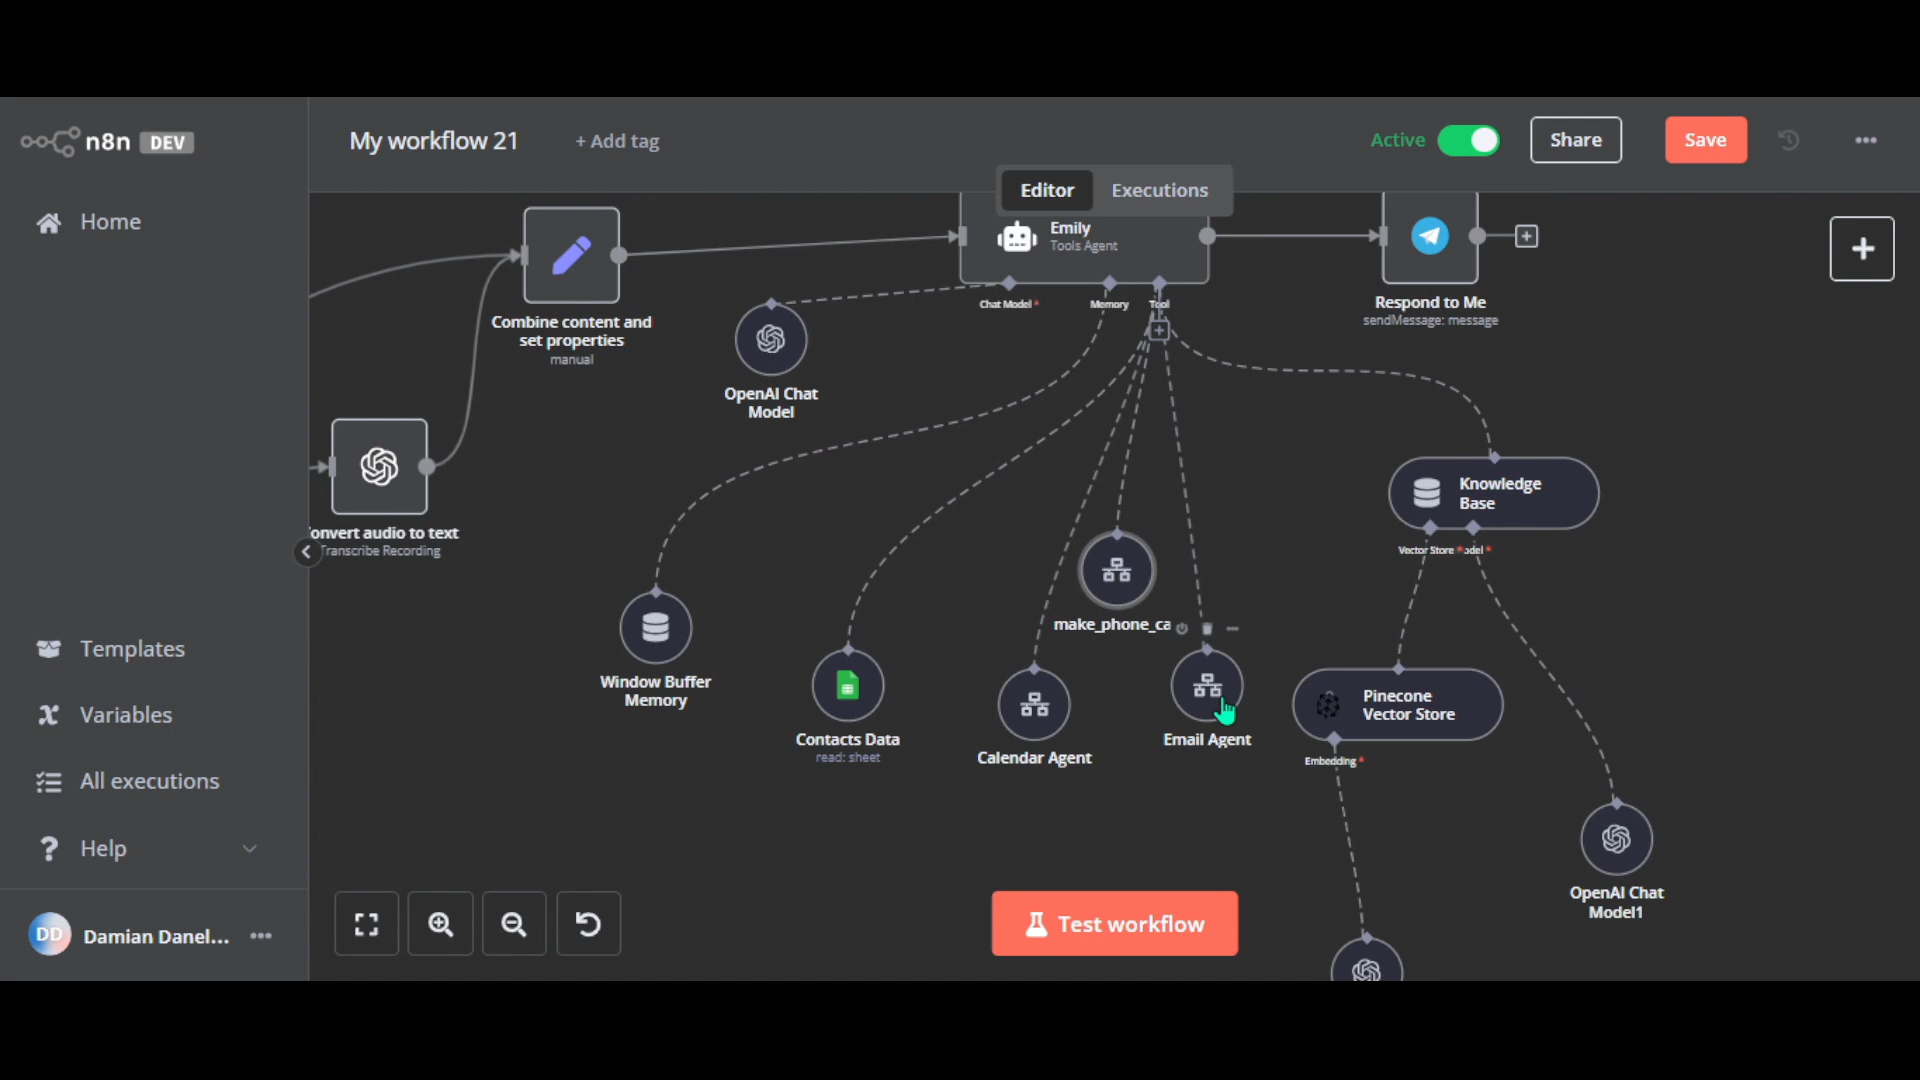 n8n DEV
My workflow 21
+ Add tag
Active
Share
Save
Editor
Executions
Home
Emily
Tools Agent
Chat Model *
Memory
Tool
Combine content and
set properties
manual
OpenAI Chat
Model
Respond to Me
sendMessage: message
onvert audio to text
Transcribe Recording
Knowledge
Base
Vector Store *
odel *
make_phone_ca
Window Buffer
Memory
Contacts Data
read: sheet
Calendar Agent
Email Agent
Pinecone
Vector Store
Embedding *
OpenAI Chat
Model1
Templates
Variables
All executions
Help
DD
Damian Danel...
Test workflow